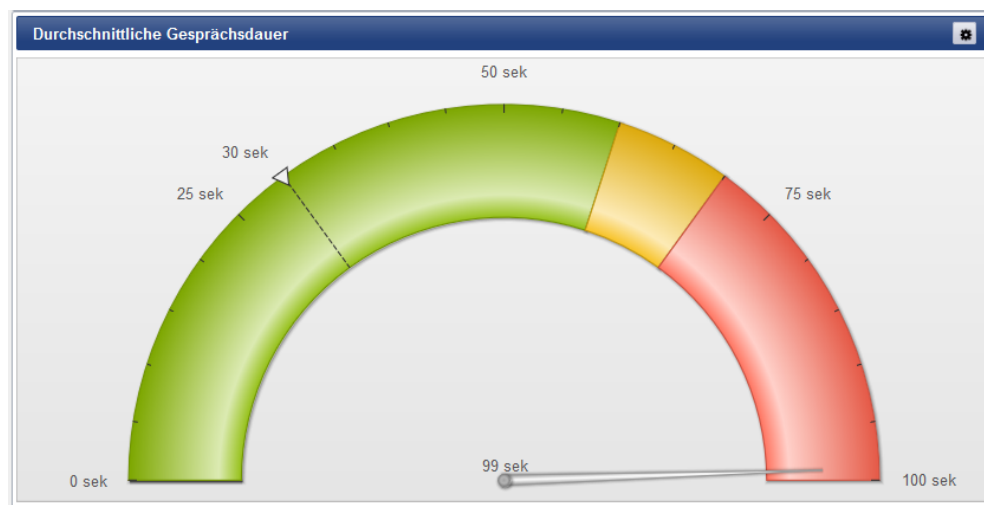 Durchschnittliche Gesprächsdauer
50 sek
30 sek
25 sek
75 sek
99 sek
0 sek
100 sek